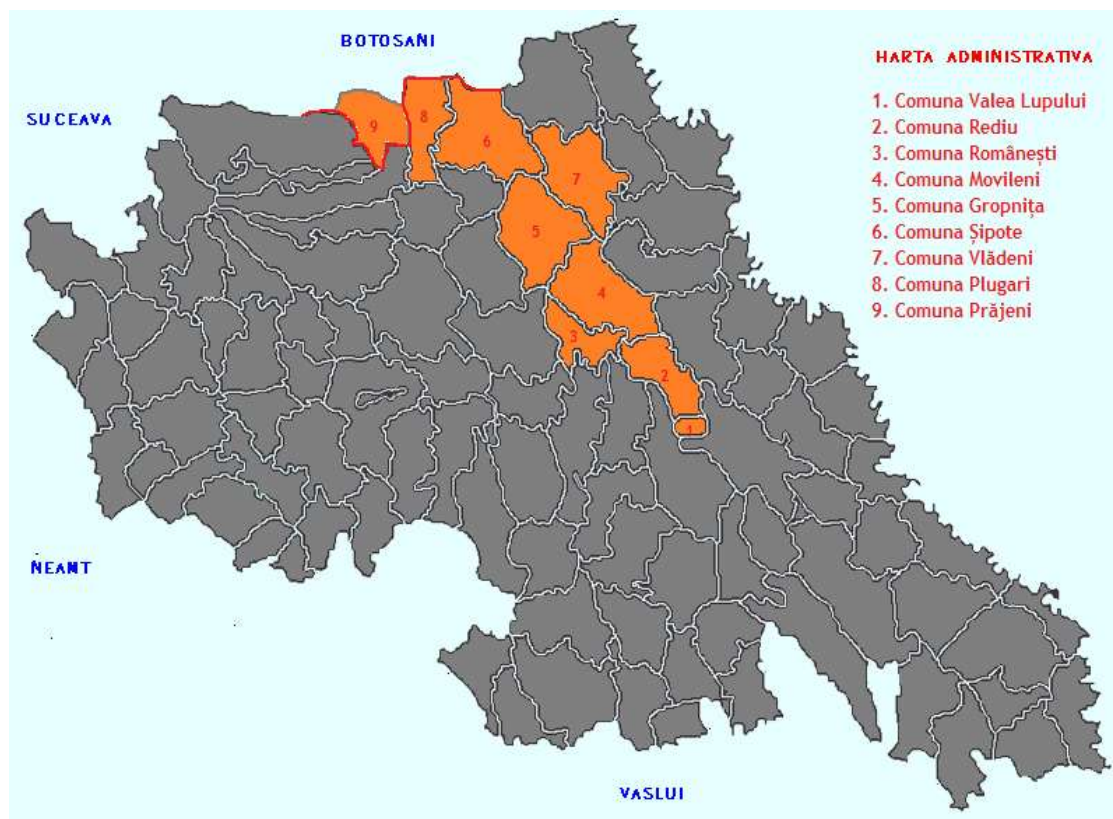 BOTOSANI
SUCEAVA
NEAMT
VASLUI
HARTA ADMINISTRATIVA
1. Comuna Valea Lupului
2. Comuna Rediu
3. Comuna Românești
4. Comuna Movileni
5. Comuna Gropnița
6. Comuna Șipote
7. Comuna Vlădeni
8. Comuna Plugari
9. Comuna Prăjeni
9
8
6
7
5
4
3
2
1